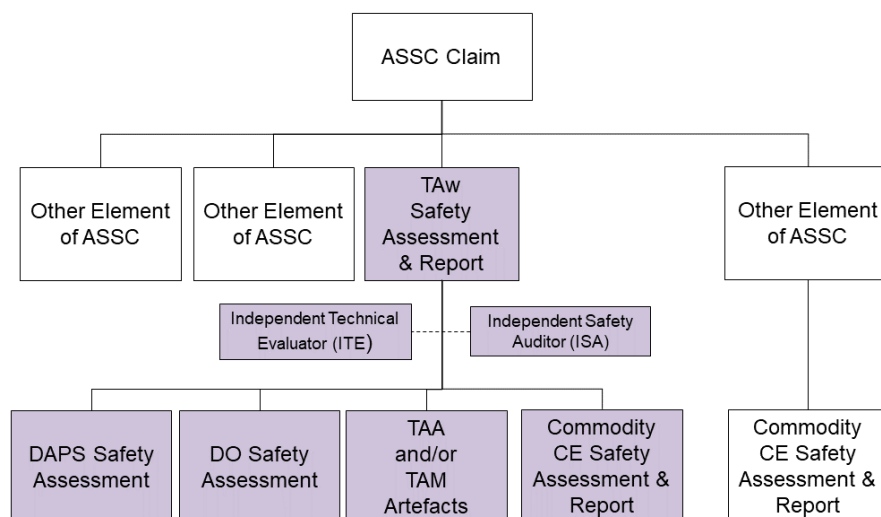 ASSC Claim
Other Element
of ASSC
Other Element
of ASSC
TAw
Safety
Assessment
& Report
Other Element
of ASSC
Independent Technical
Evaluator (ITE)
Independent Safety
Auditor (ISA)
DAPS Safety
Assessment
DO Safety
Assessment
TAA
and/or
TAM
Artefacts
Commodity
CE Safety
Assessment &
Report
Commodity
CE Safety
Assessment &
Report